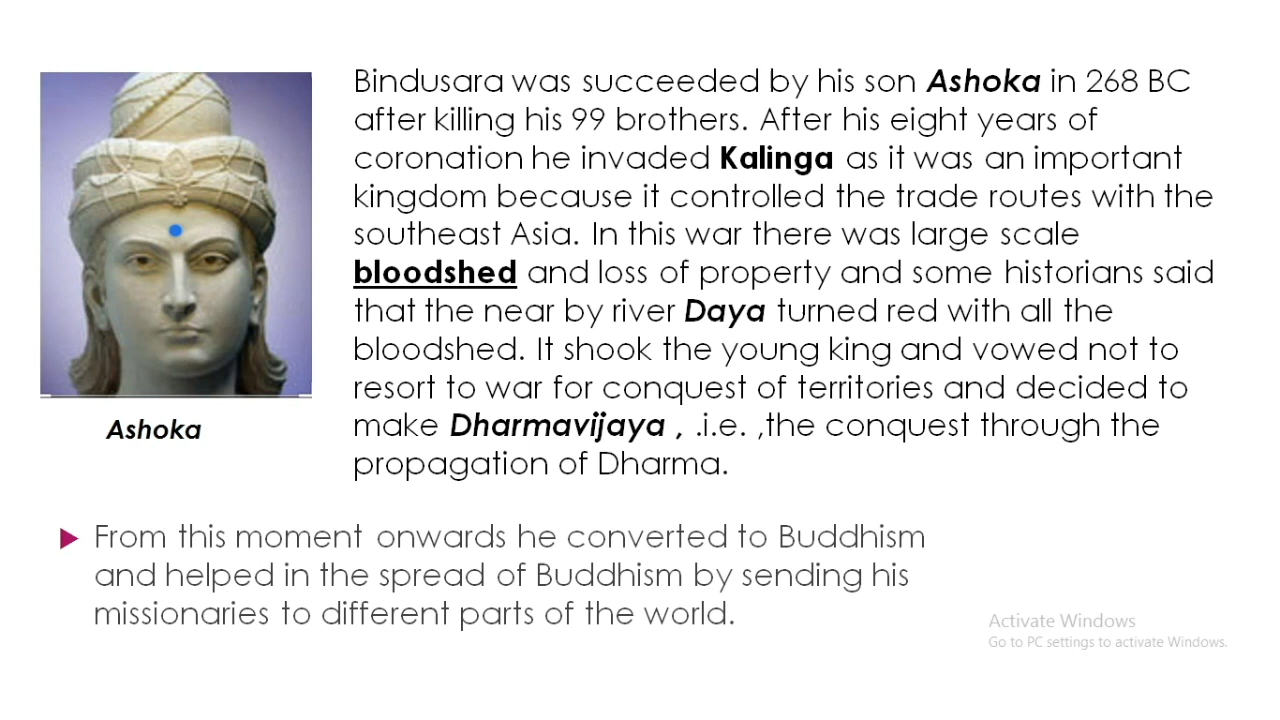 Bindusara was succeeded by his son Ashoka in 268 BC
after killing his 99 brothers. After his eight years of
coronation he invaded Kalinga as it was an important
kingdom because it controlled the trade routes with the
southeast Asia. In this war there was large scale
bloodshed and loss of property and some historians said
that the near by river Daya turned red with all the
bloodshed. It shook the young king and vowed not to
resort to war for conquest of territories and decided to
make Dharmavijaya , .i.e. ,the conquest through the
propagation of Dharma.
Ashoka
From this moment onwards he converted to Buddhism
and helped in the spread of Buddhism by sending his
missionaries to different parts of the world.
Activate Windows
Go to PC settings to activate Windows.